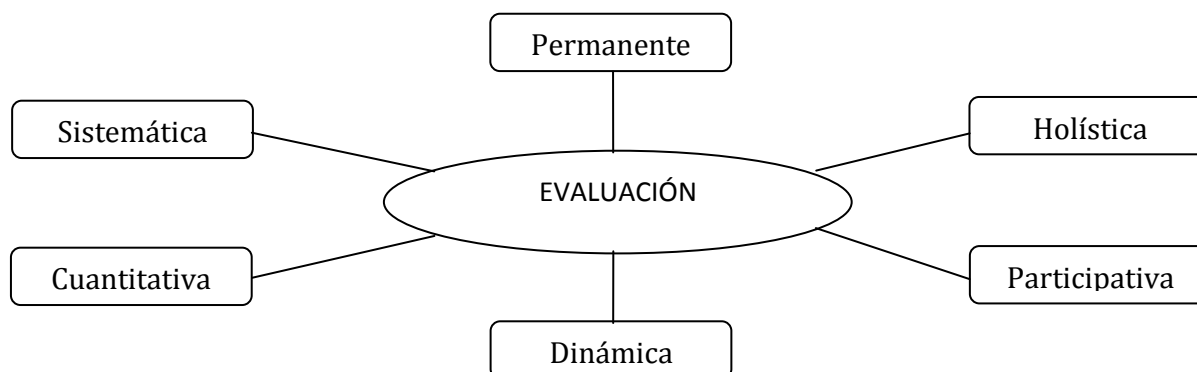 Permanente
Sistemática
Holística
EVALUACIÓN
Cuantitativa
Participativa
Dinámica